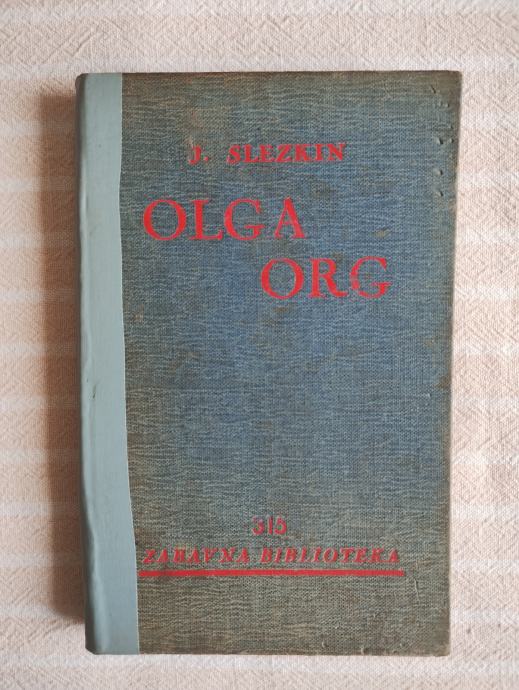 J. SLEZKIN
OLGA
ORG
315
ZABAVNA BIBLIOTEKA